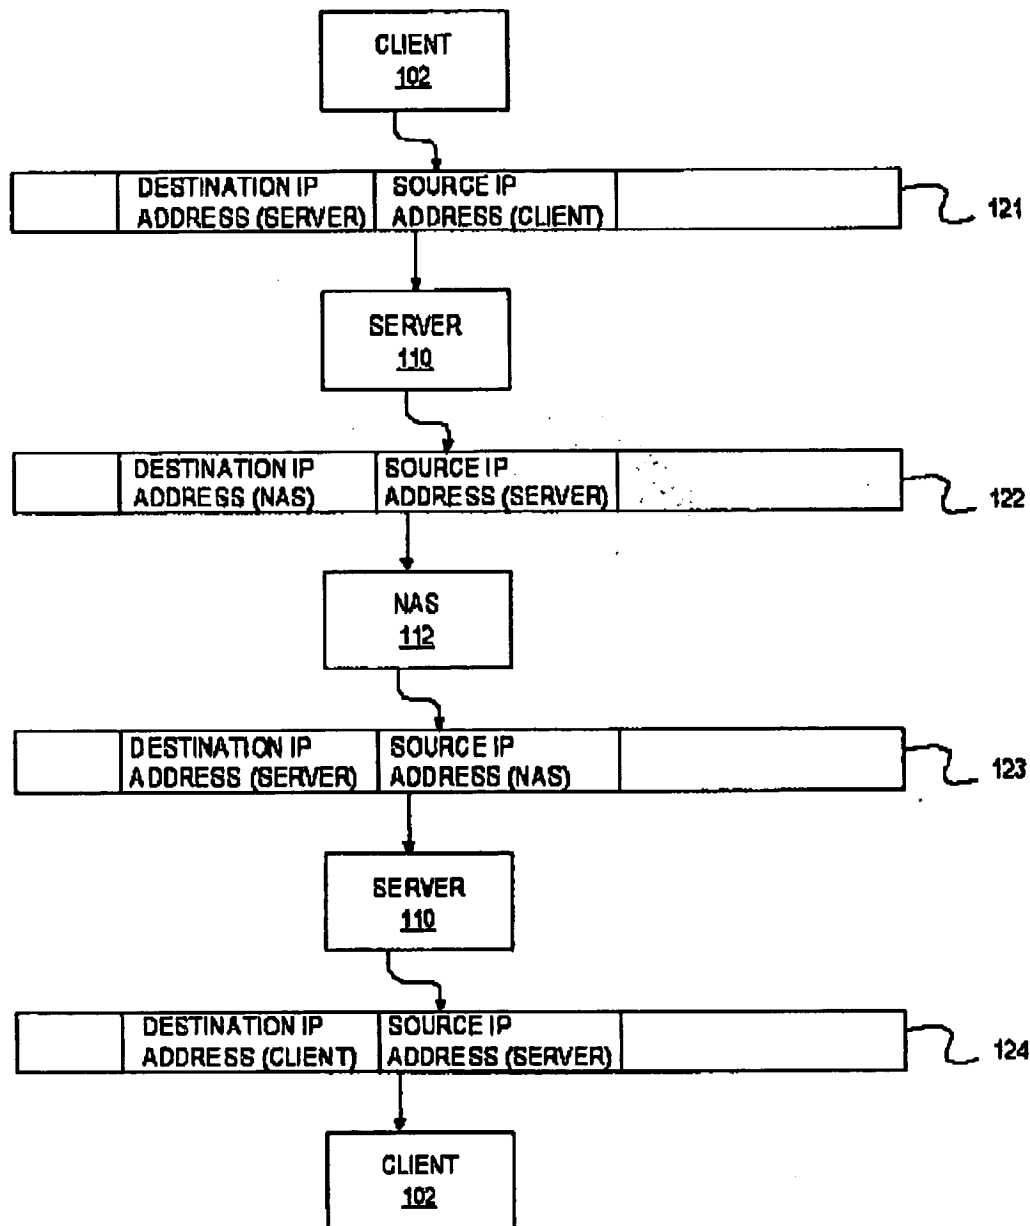 CLIENT
102
DESTINATION IP
ADDRESS (SERVER)
SOURCE IP
ADDRESS (CLIENT)
121
SERVER
110
DESTINATION IP
ADDRESS (NAS)
SOURCE IP
ADDRESS (SERVER)
122
NAS
112
DESTINATION IP
ADDRESS (SERVER)
SOURCE IP
ADDRESS (NAS)
123
SERVER
110
DESTINATION IP
ADDRESS (CLIENT)
SOURCE IP
ADDRESS (SERVER)
124
CLIENT
102